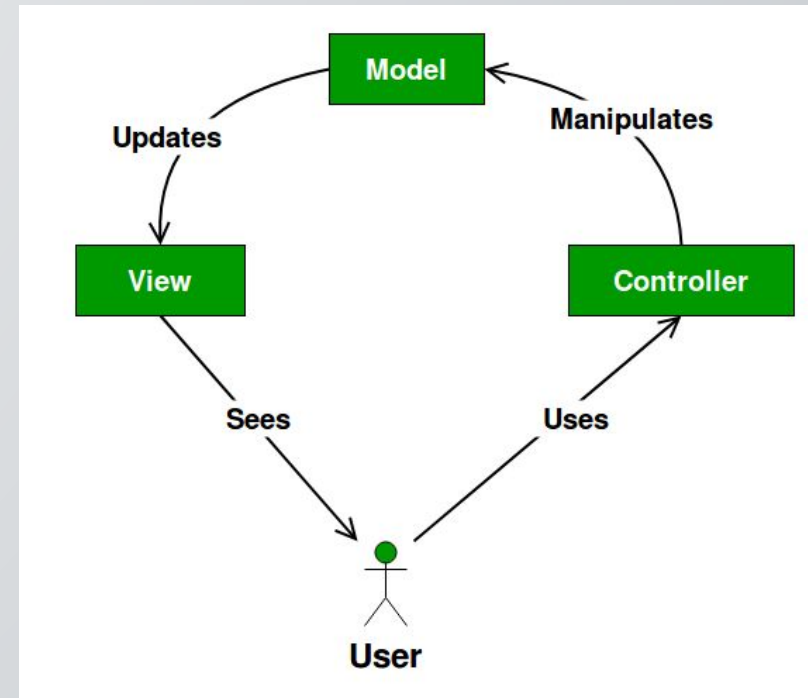 Model
Updates
Manipulates
View
Controller
Sees
Uses
User